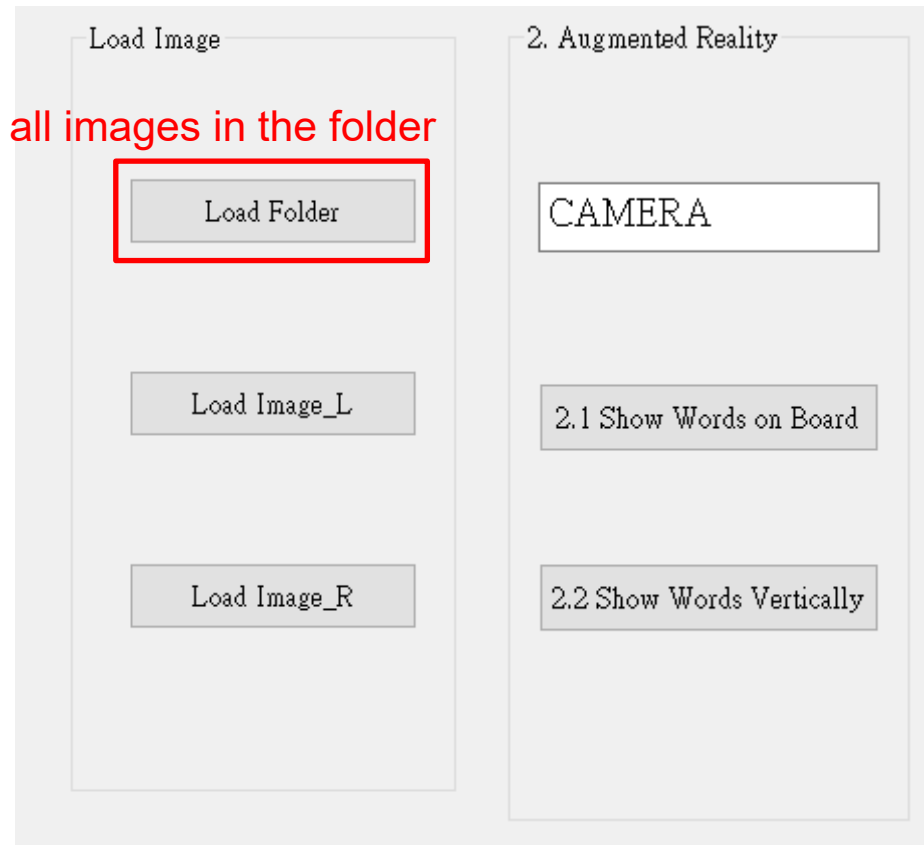 Load Image
all images in the folder
Load Folder
Load Image_L
Load Image_R
2. Augmented Reality
CAMERA
2.1 Show Words on Board
2.2 Show Words Vertically